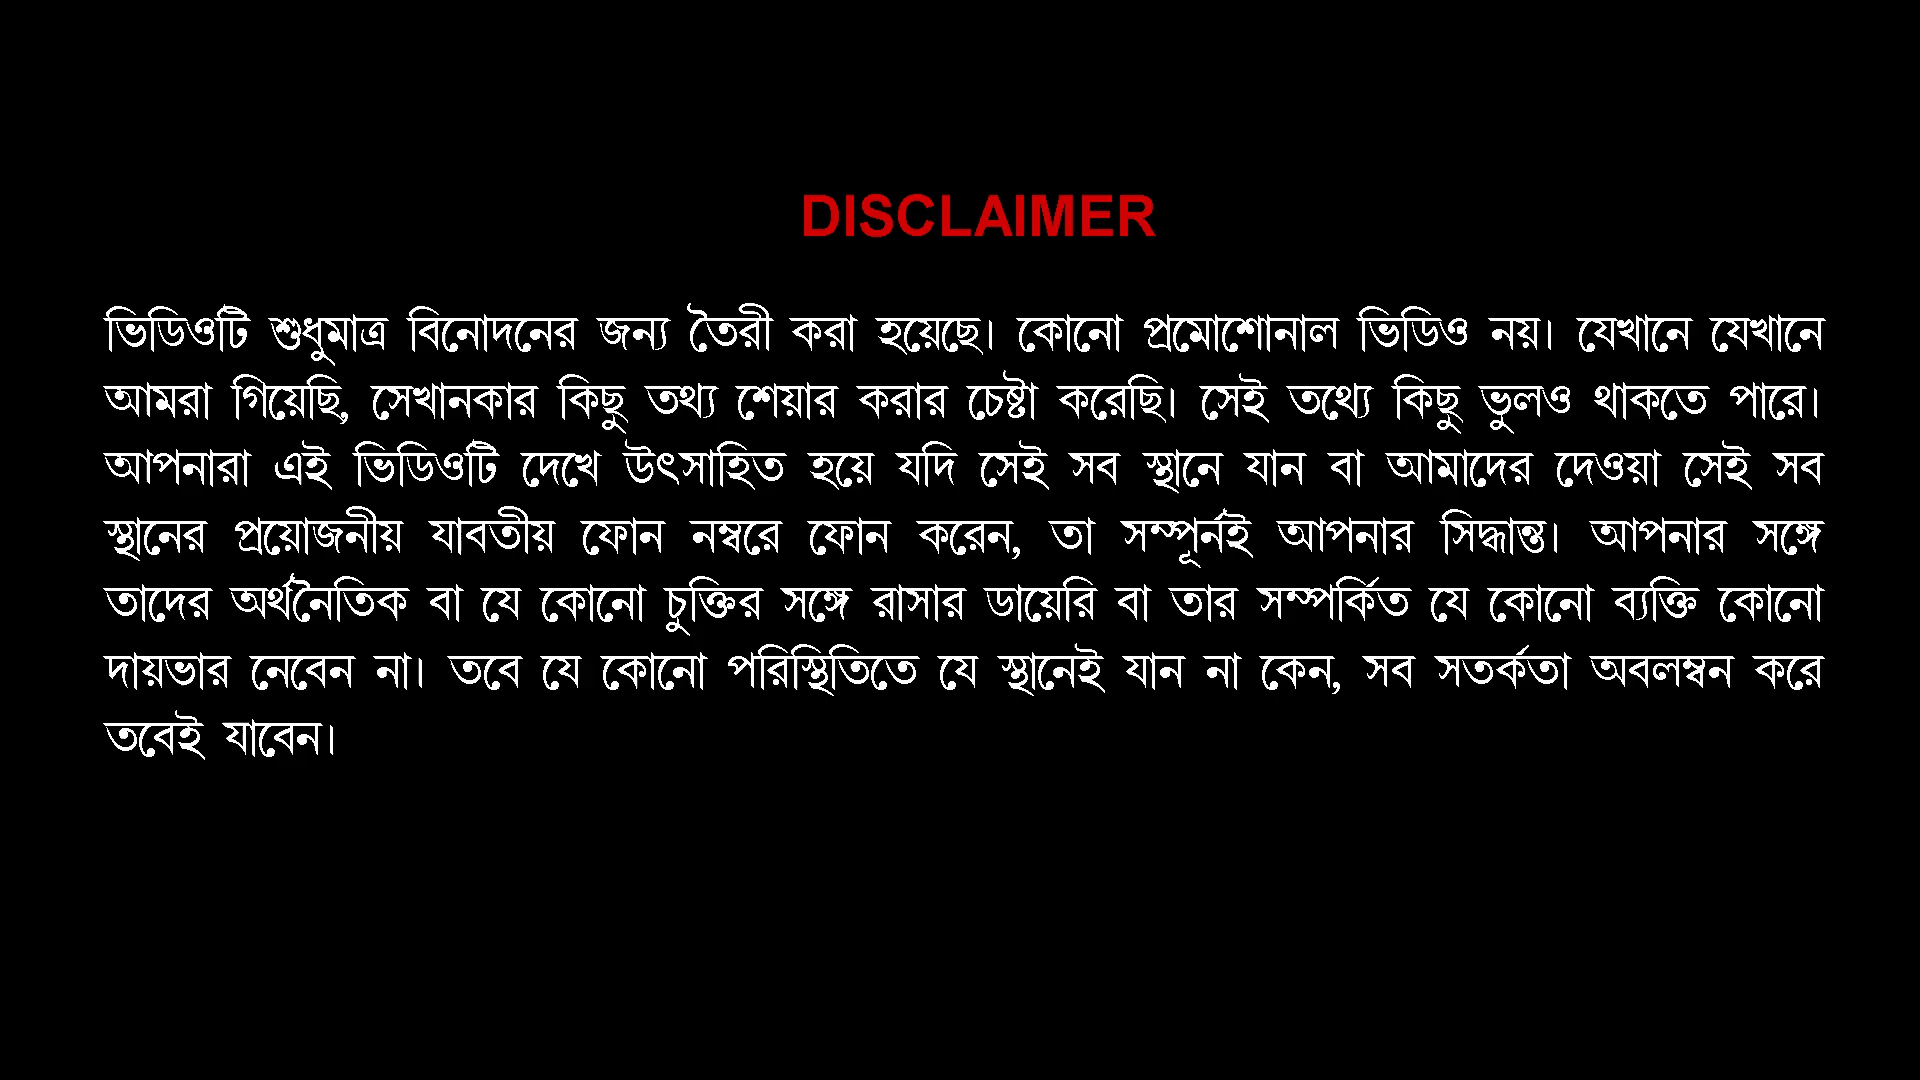 DISCLAIMER
ভিডিওটি শুধুমাত্র বিনোদনের জন্য তৈরী করা হয়েছে। কোনো প্রমোশোনাল ভিডিও নয়। যেখানে যেখানে
আমরা গিয়েছি, সেখানকার কিছু তথ্য শেয়ার করার চেষ্টা করেছি। সেই তথ্যে কিছু ভুলও থাকতে পারে।
আপনারা এই ভিডিওটি দেখে উৎসাহিত হয়ে যদি সেই সব স্থানে যান বা আমাদের দেওয়া সেই সব
স্থানের প্রয়োজনীয় যাবতীয় ফোন নম্বরে ফোন করেন, তা সম্পূর্নই আপনার সিদ্ধান্ত। আপনার সঙ্গে
তাদের অর্থনৈতিক বা যে কোনো চুক্তির সঙ্গে রাসার ডায়েরি বা তার সম্পর্কিত যে কোনো ব্যক্তি কোনো
দায়ভার নেবেন না। তবে যে কোনো পরিস্থিতিতে যে স্থানেই যান না কেন, সব সতর্কতা অবলম্বন করে
তবেই যাবেন।